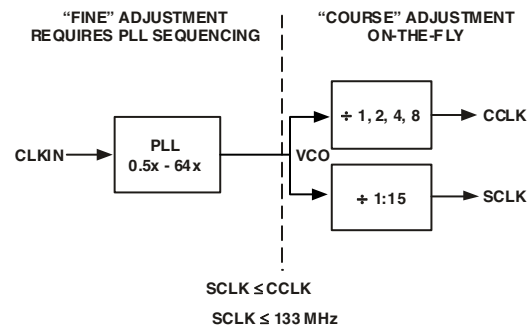 “FINE” ADJUSTMENT
REQUIRES PLL SEQUENCING
“COURSE” ADJUSTMENT
ON-THE-FLY
CLKIN
PLL
0.5x - 64x
VCO
÷ 1, 2, 4, 8
CCLK
÷ 1:15
SCLK
SCLK ≤ CCLK
SCLK ≤ 133 MHz